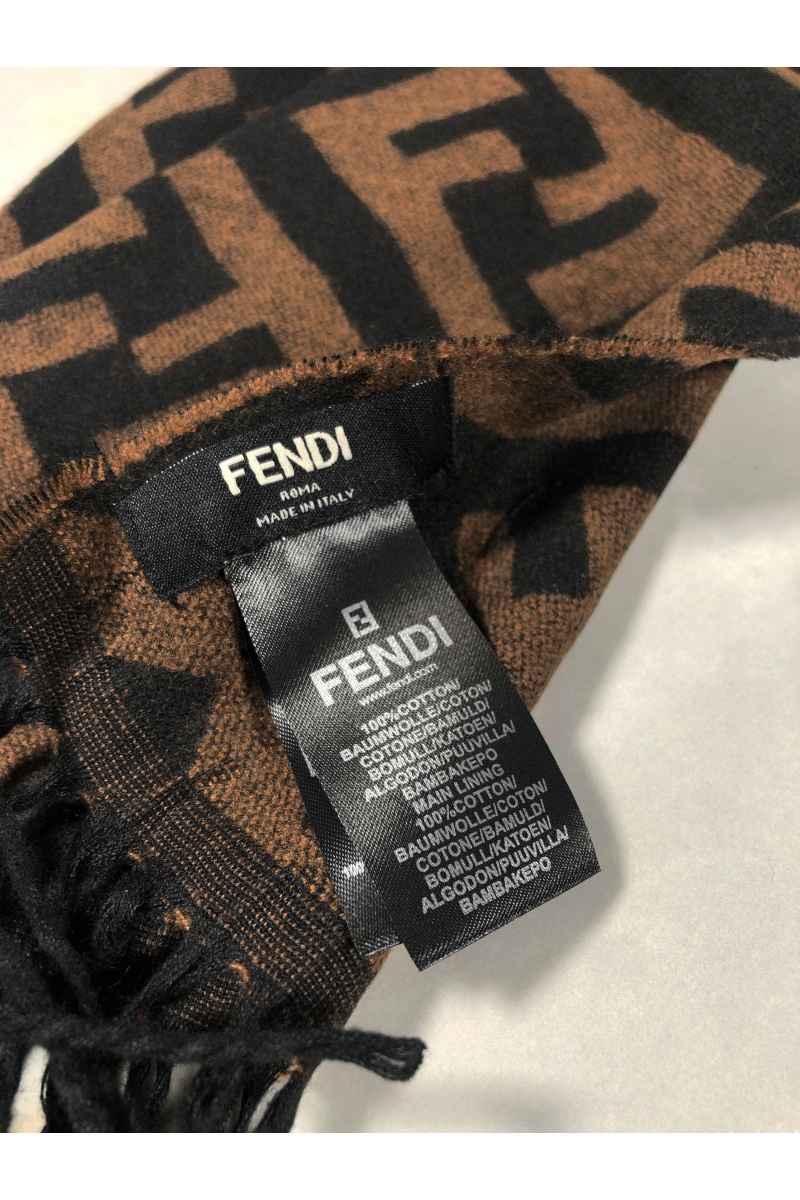 FENDI
ROMA
MADE IN ITALY
FENDI
www.fendi.com
100%COTTON/
BAUMWOLLE/COTON/
COTONE/BAMULD/
BOMULL/KATOEN/
ALGODON/PUUVILLA/
BAMBAKEPO
MAIN LINING
100%COTTON/
BAUMWOLLE/COTON/
COTONE/BAMULD/
BOMULL/KATOEN/
ALGODON/PUUVILLA/
BAMBAKEPO
100%